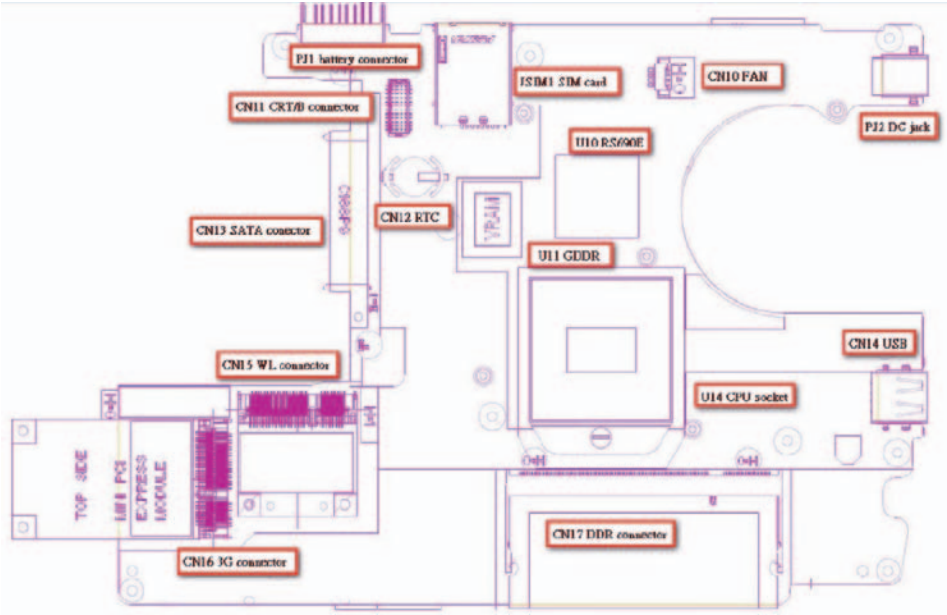 PJ1 battery connector
JSIM1 SIM card
CN10 FAN
CN11 CRT/B connector
PJ2 DC jack
U10 RS690E
CN12 RTC
VRAM
CN13 SATA conector
U11 GDDR
CN14 USB
CN15 WL connector
U14 CPU socket
TOP SIDE
MINI PCI
EXPRESS
MODULE
CN17 DDR connector
CN16 3G connector